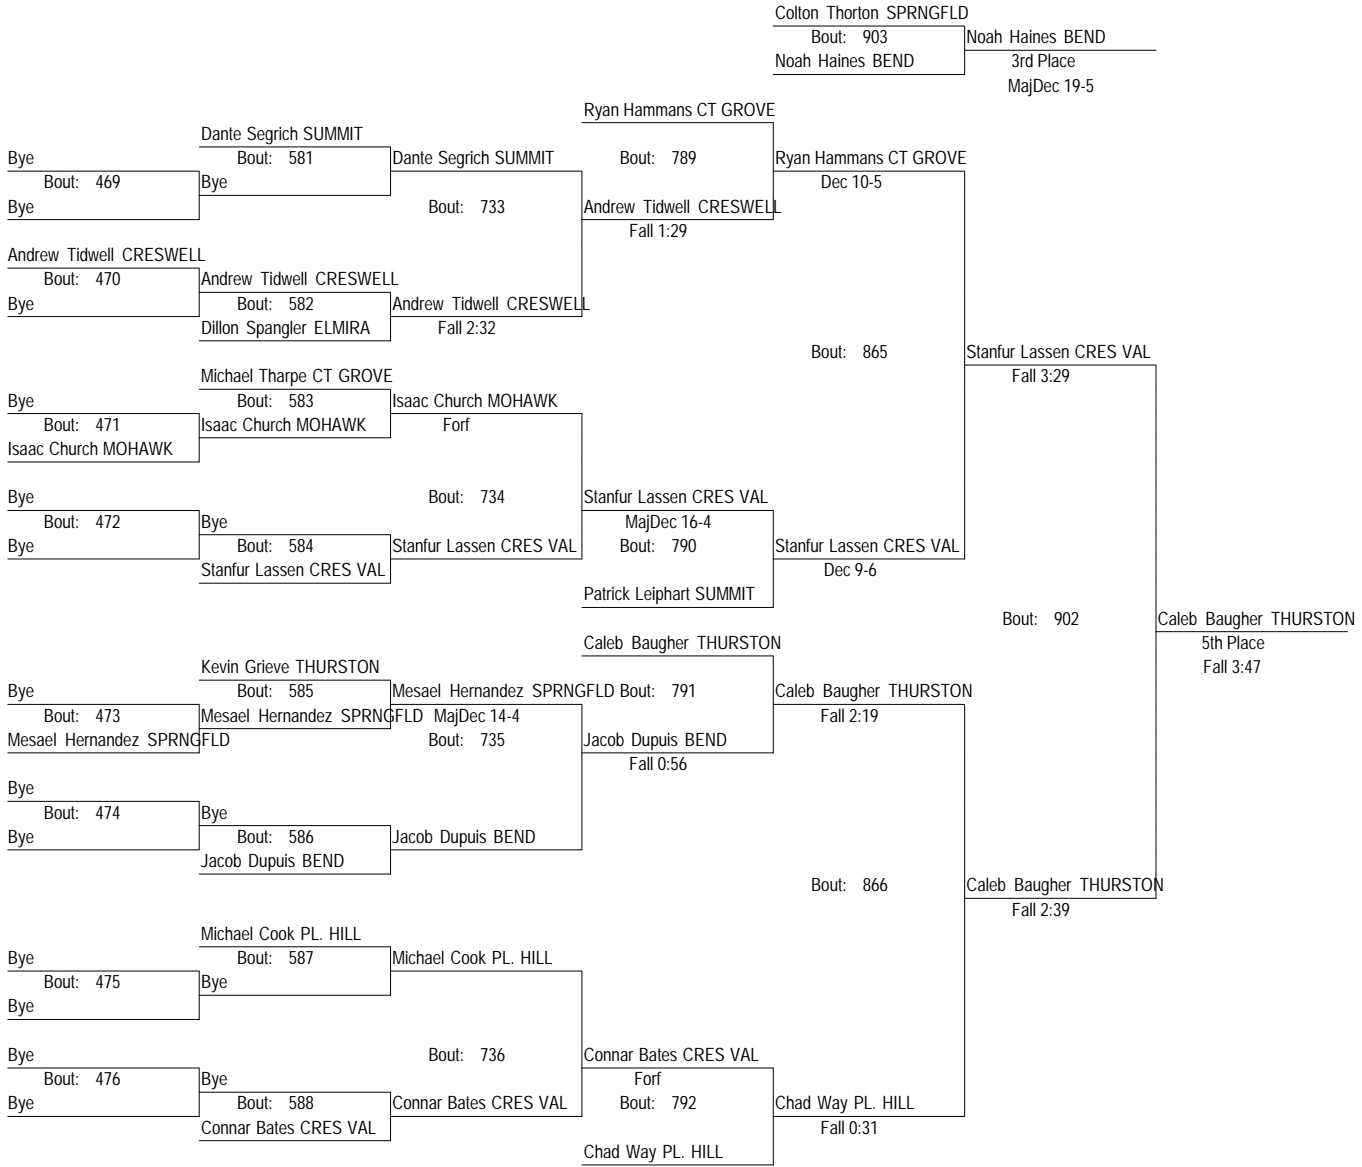 Colton Thorton SPRNGFLD
Bout: 903
Noah Haines BEND
Noah Haines BEND
3rd Place
MajDec 19-5
Ryan Hammans CT GROVE
Dante Segrich SUMMIT
Bye
Bout: 581
Dante Segrich SUMMIT
Bout: 789
Ryan Hammans CT GROVE
Bout: 469
Bye
Dec 10-5
Bye
Bout: 733
Andrew Tidwell CRESWELL
Fall 1:29
Andrew Tidwell CRESWELL
Bout: 470
Andrew Tidwell CRESWELL
Bye
Bout: 582
Andrew Tidwell CRESWELL
Dillon Spangler ELMIRA
Fall 2:32
Bout: 865
Stanfur Lassen CRES VAL
Fall 3:29
Michael Tharpe CT GROVE
Bye
Bout: 583
Isaac Church MOHAWK
Bout: 471
Isaac Church MOHAWK
Forf
Isaac Church MOHAWK
Bye
Bout: 734
Stanfur Lassen CRES VAL
Bout: 472
Bye
MajDec 16-4
Bye
Bout: 584
Stanfur Lassen CRES VAL
Bout: 790
Stanfur Lassen CRES VAL
Stanfur Lassen CRES VAL
Dec 9-6
Patrick Leiphart SUMMIT
Bout: 902
Caleb Baugher THURSTON
5th Place
Fall 3:47
Caleb Baugher THURSTON
Kevin Grieve THURSTON
Bye
Bout: 585
Mesael Hernandez SPRNGFLD
Bout: 791
Caleb Baugher THURSTON
Bout: 473
Mesael Hernandez SPRNGFLD
MajDec 14-4
Fall 2:19
Mesael Hernandez SPRNGFLD
Bout: 735
Jacob Dupuis BEND
Fall 0:56
Bye
Bout: 474
Bye
Bye
Bout: 586
Jacob Dupuis BEND
Jacob Dupuis BEND
Bout: 866
Caleb Baugher THURSTON
Fall 2:39
Michael Cook PL. HILL
Bye
Bout: 587
Michael Cook PL. HILL
Bout: 475
Bye
Bye
Bye
Bout: 736
Connar Bates CRES VAL
Bout: 476
Bye
Forf
Bye
Bout: 588
Connar Bates CRES VAL
Bout: 792
Chad Way PL. HILL
Connar Bates CRES VAL
Fall 0:31
Chad Way PL. HILL